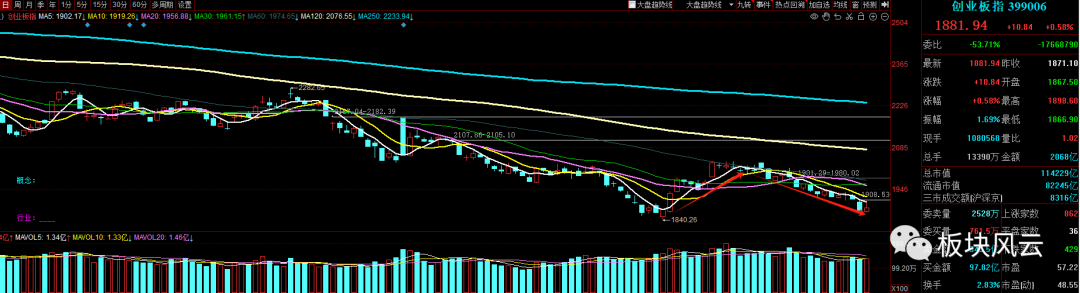 日 周 月 季 年 1分 5分 15分 30分 60分 多周期 设置 大盘趋势线 大盘趋势线 九转 事件 热点回溯 加自选 均线 窗 预测
创业板指 MA5: 1902.17↓ MA10: 1919.26↓ MA20: 1956.88↓ MA30: 1961.15↑ MA60: 1974.65↓ MA120: 2076.55↓ MA250: 2233.94↓
2282.65
2182.39
2107.86-2105.10
1991.29-1980.02
1908.53
1840.26
概念:
行业:
MAVOL5: 1.34亿↑ MAVOL10: 1.33亿↓ MAVOL20: 1.46亿↓
2504
2365
2226
2085
1946
99.20万
X100
创业板指 399006
1881.94 +10.84 +0.58%
委比 -53.71% -17668790
最新 1881.94 昨收 1871.10
涨跌 +10.84 开盘 1867.50
涨幅 +0.58% 最高 1898.60
振幅 1.69% 最低 1866.90
现手 1080568 量比 1.02
总手 13390万 金额 2068亿
总市值 114229亿
流通市值 82245亿
三市成交额[沪深京] 8316亿
委卖量 2528万 上涨家数 862
委买量 761.5万 家数 36
429
买金额 97.02亿 市盈 57.22
换手 2.83% 市盈[动] 48.55
板块风云